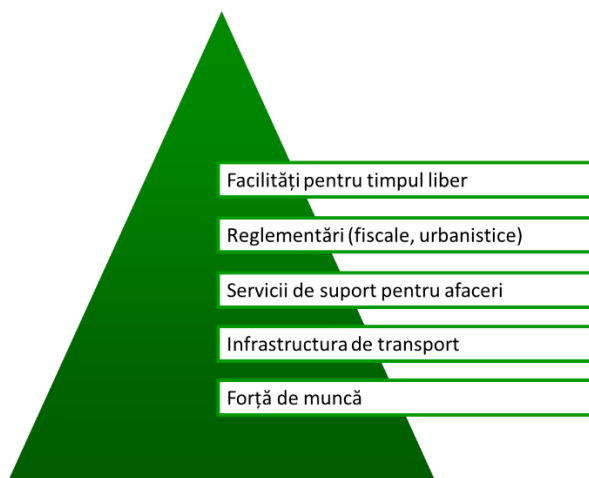 Facilități pentru timpul liber
Reglementări (fiscale, urbanistice)
Servicii de suport pentru afaceri
Infrastructura de transport
Forță de muncă